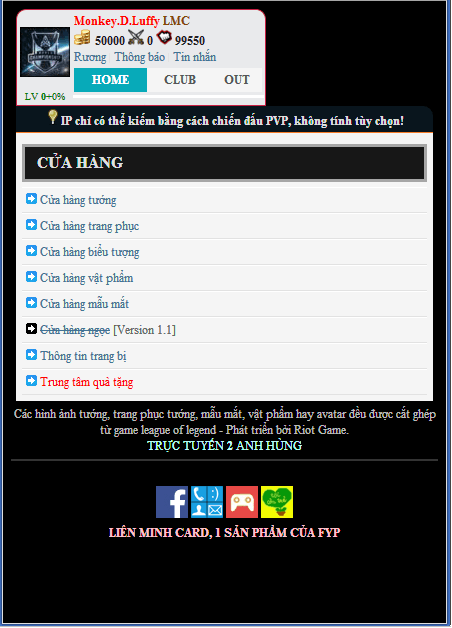 Monkey.D.Luffy LMC
50000 0 99550
Rương Thông báo Tin nhắn
HOME CLUB OUT
LV 0+0%
IP chỉ có thể kiếm bằng cách chiến đấu PVP, không tính tùy chọn!
CỬA HÀNG
Cửa hàng tướng
Cửa hàng trang phục
Cửa hàng biểu tượng
Cửa hàng vật phẩm
Cửa hàng mẫu mắt
Cửa hàng ngọc [Version 1.1]
Thông tin trang bị
Trung tâm quà tặng
Các hình ảnh tướng, trang phục tướng, mẫu mắt, vật phẩm hay avatar đều được cắt ghép
từ game league of legend - Phát triển bởi Riot Game.
TRỰC TUYẾN 2 ANH HÙNG
LIÊN MINH CARD, 1 SẢN PHẨM CỦA FYP